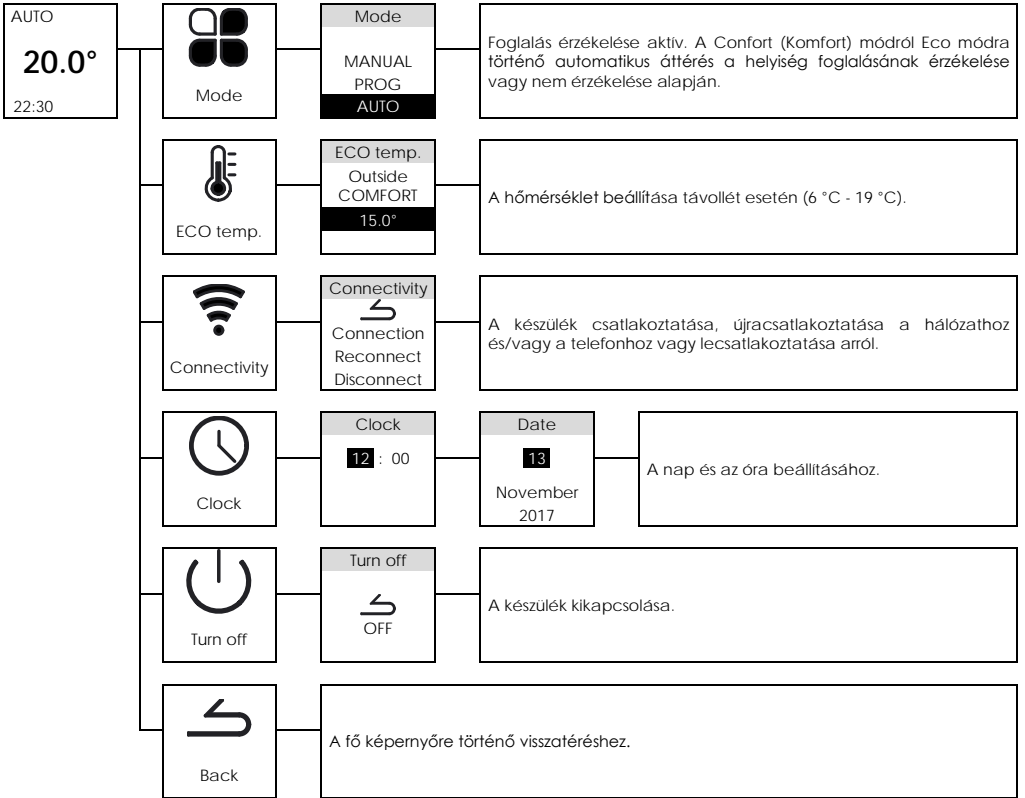 AUTO
20.0°
22:30
Mode
Mode
MANUAL
PROG
AUTO
Foglalás érzékelése aktív. A Confort (Komfort) módról Eco módra
történő automatikus áttérés a helyiség foglalásának érzékelése
vagy nem érzékelése alapján.
ECO temp.
ECO temp.
Outside
COMFORT
15.0°
A hőmérséklet beállítása távollét esetén (6 °C - 19 °C).
Connectivity
Connectivity
Connection
Reconnect
Disconnect
A készülék csatlakoztatása, újracsatlakoztatása a hálózathoz
és/vagy a telefonhoz vagy lecsatlakoztatása arról.
Clock
Clock
12 : 00
Date
13
November
2017
A nap és az óra beállításához.
Turn off
Turn off
OFF
A készülék kikapcsolása.
Back
A fő képernyőre történő visszatéréshez.